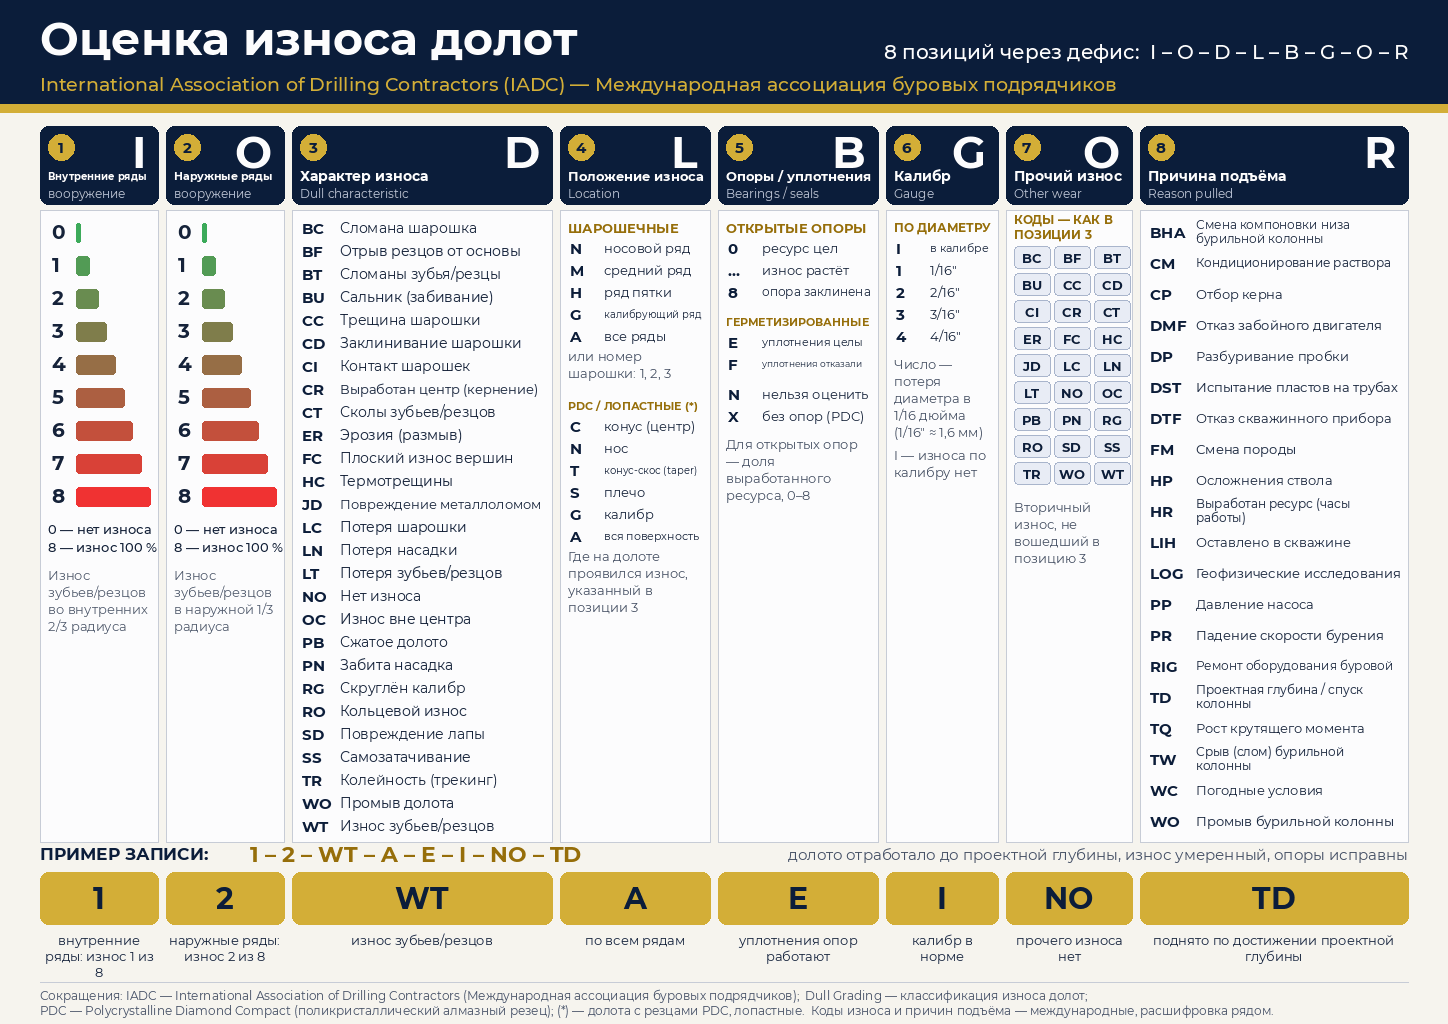 Оценка износа долот
8 позиций через дефис: I – O – D – L – B – G – O – R
International Association of Drilling Contractors (IADC) — Международная ассоциация буровых подрядчиков
1 I
Внутренние ряды
вооружение
2 O
Наружные ряды
вооружение
3 D
Характер износа
Dull characteristic
4 L
Положение износа
Location
5 B
Опоры / уплотнения
Bearings / seals
6 G
Калибр
Gauge
7 O
Прочий износ
Other wear
8 R
Причина подъёма
Reason pulled
0
1
2
3
4
5
6
7
8
0 — нет износа
8 — износ 100 %
Износ
зубьев/резцов
во внутренних
2/3 радиуса
0
1
2
3
4
5
6
7
8
0 — нет износа
8 — износ 100 %
Износ
зубьев/резцов
в наружной 1/3
радиуса
BC Сломана шарошка
BF Отрыв резцов от основы
BT Сломаны зубья/резцы
BU Сальник (забивание)
CC Трещина шарошки
CD Заклинивание шарошки
CI Контакт шарошек
CR Выработан центр (кернение)
CT Сколы зубьев/резцов
ER Эрозия (размыв)
FC Плоский износ вершин
HC Термотрещины
JD Повреждение металлоломом
LC Потеря шарошки
LN Потеря насадки
LT Потеря зубьев/резцов
NO Нет износа
OC Износ вне центра
PB Сжатое долото
PN Забита насадка
RG Скруглён калибр
RO Кольцевой износ
SD Повреждение лапы
SS Самозатачивание
TR Колейность (трекинг)
WO Промыв долота
WT Износ зубьев/резцов
ШАРОШЕЧНЫЕ
N носовой ряд
M средний ряд
H ряд пятки
G калибрующий ряд
A все ряды
или номер
шарошки: 1, 2, 3
PDC / ЛОПАСТНЫЕ (*)
C конус (центр)
N нос
T конус-скос (taper)
S плечо
G калибр
A вся поверхность
Где на долоте
проявился износ,
указанный в
позиции 3
ОТКРЫТЫЕ ОПОРЫ
0 ресурс цел
... износ растёт
8 опора заклинена
ГЕРМЕТИЗИРОВАННЫЕ
E уплотнения целы
F уплотнения отказали
N нельзя оценить
X без опор (PDC)
Для открытых опор
— доля
выработанного
ресурса, 0–8
ПО ДИАМЕТРУ
I в калибре
1 1/16"
2 2/16"
3 3/16"
4 4/16"
Число —
потеря
диаметра в
1/16 дюйма
(1/16" ≈ 1,6 мм)
I — износа по
калибру нет
КОДЫ — КАК В
ПОЗИЦИИ 3
BC BF BT
BU CC CD
CI CR CT
ER FC HC
JD LC LN
LT NO OC
PB PN RG
RO SD SS
TR WO WT
Вторичный
износ, не
вошедший в
позицию 3
BHA Смена компоновки низа
бурильной колонны
CM Кондиционирование раствора
CP Отбор керна
DMF Отказ забойного двигателя
DP Разбуривание пробки
DST Испытание пластов на трубах
DTF Отказ скважинного прибора
FM Смена породы
HP Осложнения ствола
HR Выработан ресурс (часы
работы)
LIH Оставлено в скважине
LOG Геофизические исследования
PP Давление насоса
PR Падение скорости бурения
RIG Ремонт оборудования буровой
TD Проектная глубина / спуск
колонны
TQ Рост крутящего момента
TW Срыв (слом) бурильной
колонны
WC Погодные условия
WO Промыв бурильной колонны
ПРИМЕР ЗАПИСИ: 1 – 2 – WT – A – E – I – NO – TD
долото отработало до проектной глубины, износ умеренный, опоры исправны
1 2 WT A E I NO TD
внутренние
ряды: износ 1 из
8
наружные ряды:
износ 2 из 8
износ зубьев/резцов
по всем рядам
уплотнения опор
работают
калибр в
норме
прочего износа
нет
поднято по достижении проектной
глубины
Сокращения: IADC — International Association of Drilling Contractors (Международная ассоциация буровых подрядчиков); Dull Grading — классификация износа долот;
PDC — Polycrystalline Diamond Compact (поликристаллический алмазный резец); (*) — долота с резцами PDC, лопастные. Коды износа и причин подъёма — международные, расшифровка рядом.